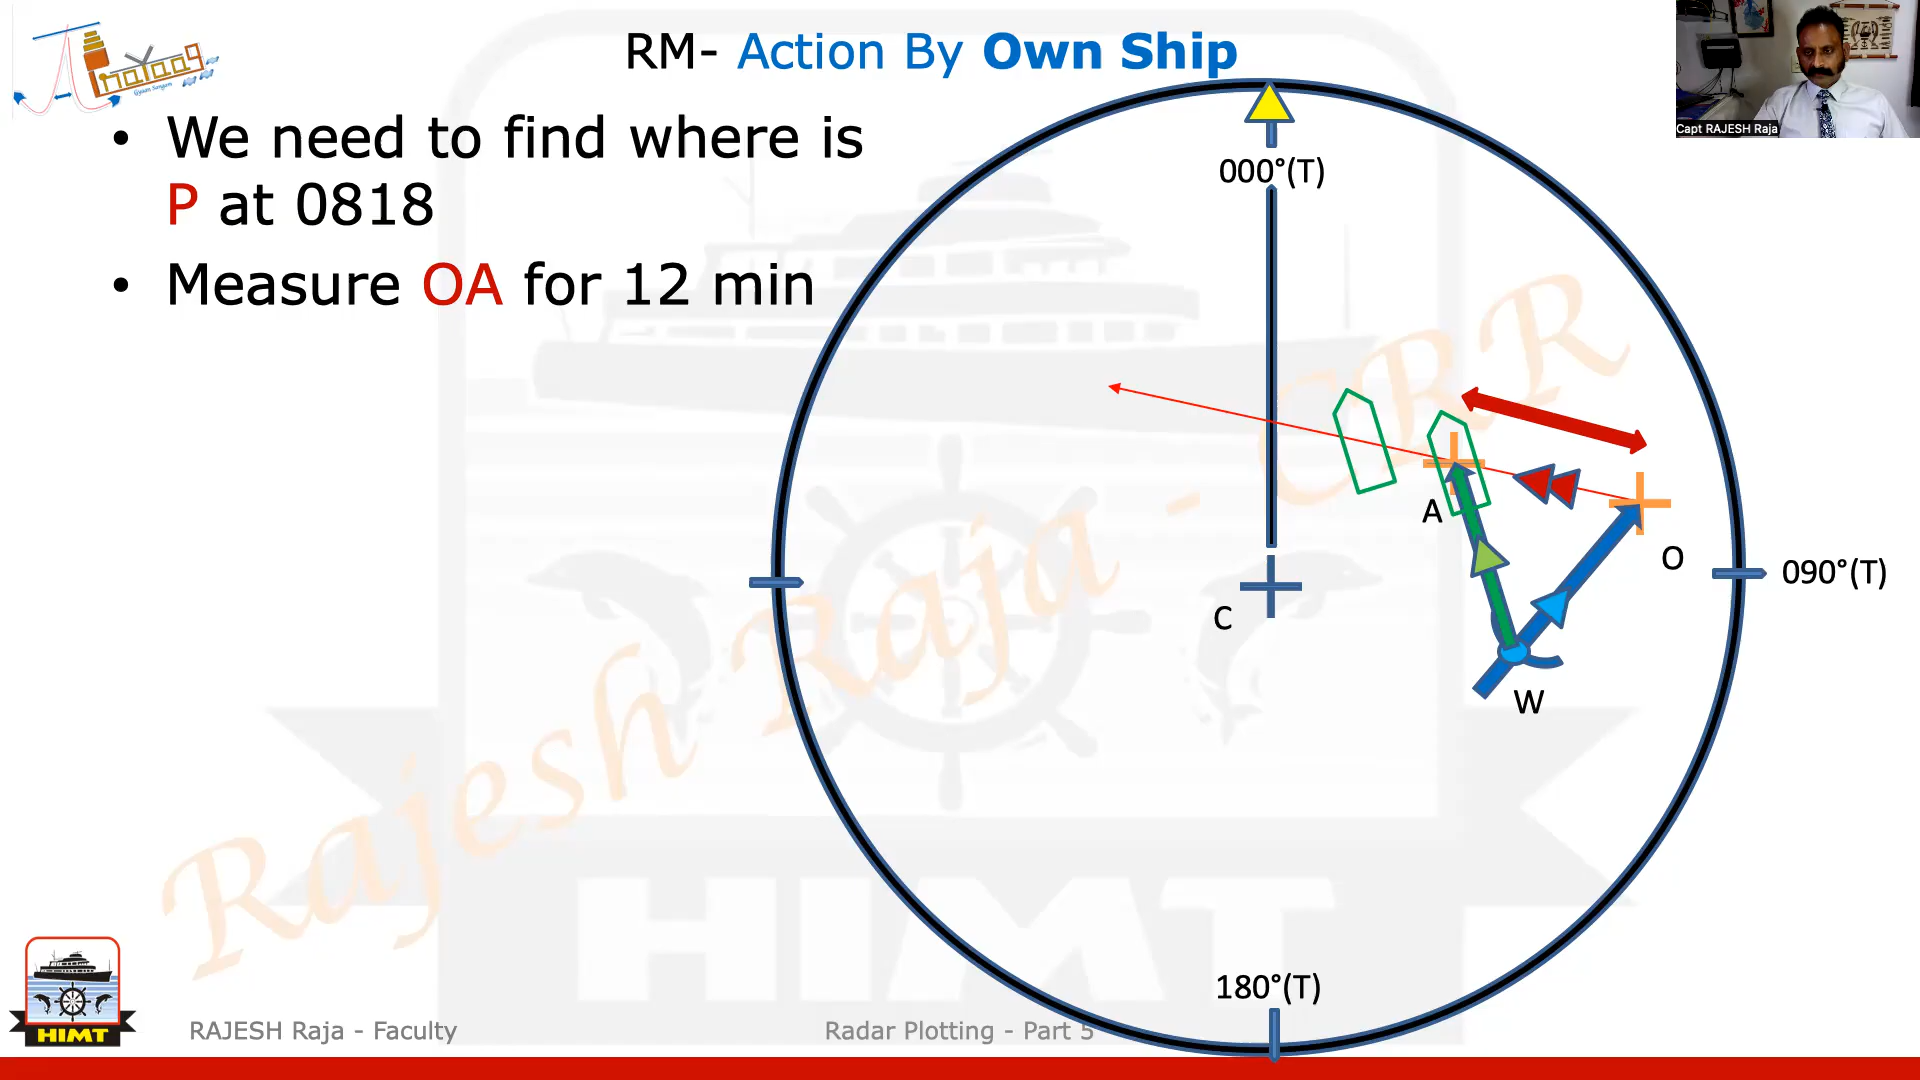 RM- Action By Own Ship
Capt RAJESH Raja
• We need to find where is
P at 0818
• Measure OA for 12 min
000°(T)
A
O
090°(T)
C
W
180°(T)
Rajesh Raja - CRR
HIMT
HIMT
RAJESH Raja - Faculty
Radar Plotting - Part 5